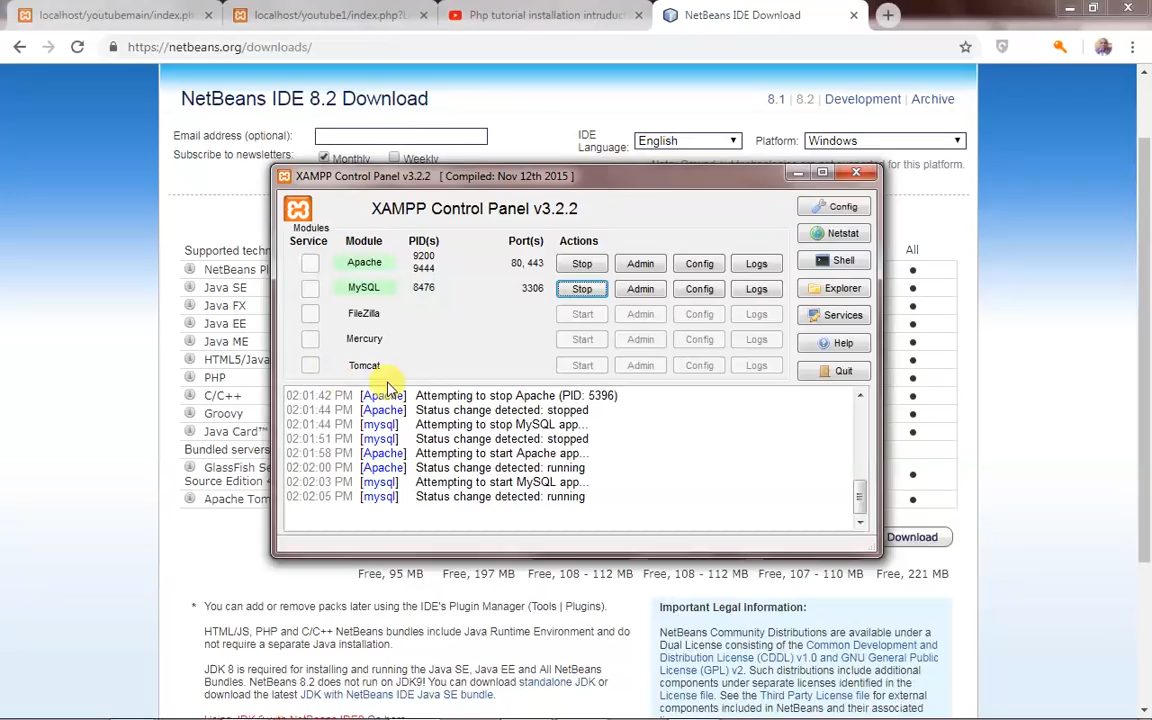 localhost/youtubemain/index.ph
localhost/youtube1/index.php?L
Php tutorial installation intruduct
NetBeans IDE 8.2 Download
https://netbeans.org/downloads/
NetBeans IDE 8.2 Download
8.1 | 8.2 | Development | Archive
Email address (optional):
IDE Language:
English
Platform:
Windows
Subscribe to newsletters:
Monthly
Weekly
for this platform.
XAMPP Control Panel v3.2.2 [ Compiled: Nov 12th 2015 ]
XAMPP Control Panel v3.2.2
Config
Modules
Service
Module
PID(s)
Port(s)
Actions
Netstat
Apache
9200
9444
80, 443
Stop
Admin
Config
Logs
Shell
MySQL
8476
3306
Stop
Admin
Config
Logs
Explorer
FileZilla
Start
Admin
Config
Logs
Services
Mercury
Start
Admin
Config
Logs
Help
Tomcat
Start
Admin
Config
Logs
Quit
02:01:42 PM [Apache] Attempting to stop Apache (PID: 5396)
02:01:44 PM [Apache] Status change detected: stopped
02:01:44 PM [mysql] Attempting to stop MySQL app...
02:01:51 PM [mysql] Status change detected: stopped
02:01:58 PM [Apache] Attempting to start Apache app...
02:02:00 PM [Apache] Status change detected: running
02:02:03 PM [mysql] Attempting to start MySQL app...
02:02:05 PM [mysql] Status change detected: running
Supported techn
All
NetBeans Pl
Java SE
Java FX
Java EE
Java ME
HTML5/Java
PHP
C/C++
Groovy
Java Card™
Bundled servers
GlassFish Se
Source Edition 4
Apache Tom
Download
Free, 95 MB
Free, 197 MB
Free, 108 - 112 MB
Free, 108 - 112 MB
Free, 107 - 110 MB
Free, 221 MB
* You can add or remove packs later using the IDE's Plugin Manager (Tools | Plugins).
HTML/JS, PHP and C/C++ NetBeans bundles include Java Runtime Environment and do
not require a separate Java installation.
JDK 8 is required for installing and running the Java SE, Java EE and All NetBeans
Bundles. NetBeans 8.2 does not run on JDK9! You can download standalone JDK or
download the latest JDK with NetBeans IDE Java SE bundle.
Important Legal Information:
NetBeans Community Distributions are available under a
Dual License consisting of the Common Development and
Distribution License (CDDL) v1.0 and GNU General Public
License (GPL) v2. Such distributions include additional
components under separate licenses identified in the
License file. See the Third Party License file for external
components included in NetBeans and their associated